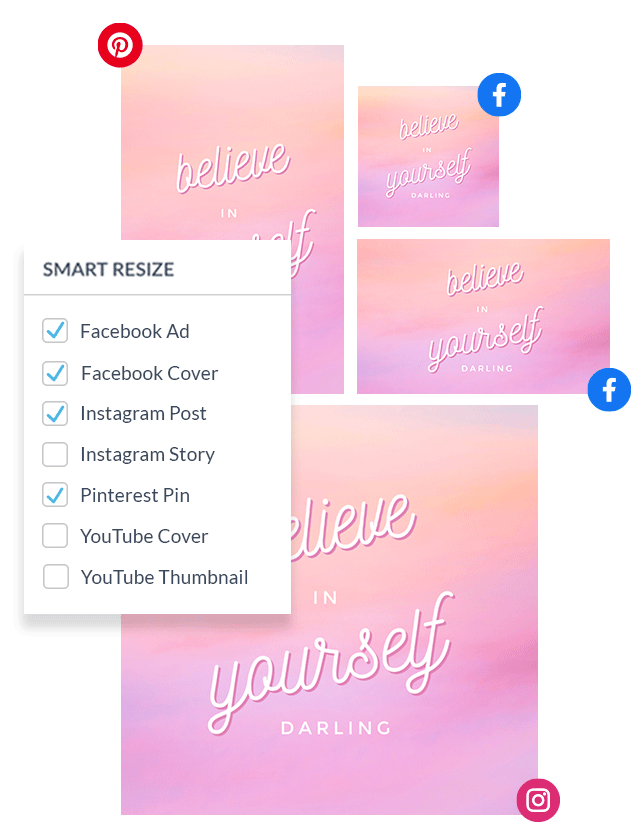 believe
IN
believe
IN
yourself
DARLING
believe
IN
yourself
DARLING
SMART RESIZE
Facebook Ad
Facebook Cover
Instagram Post
Instagram Story
Pinterest Pin
YouTube Cover
YouTube Thumbnail
elieve
IN
yourself
DARLING